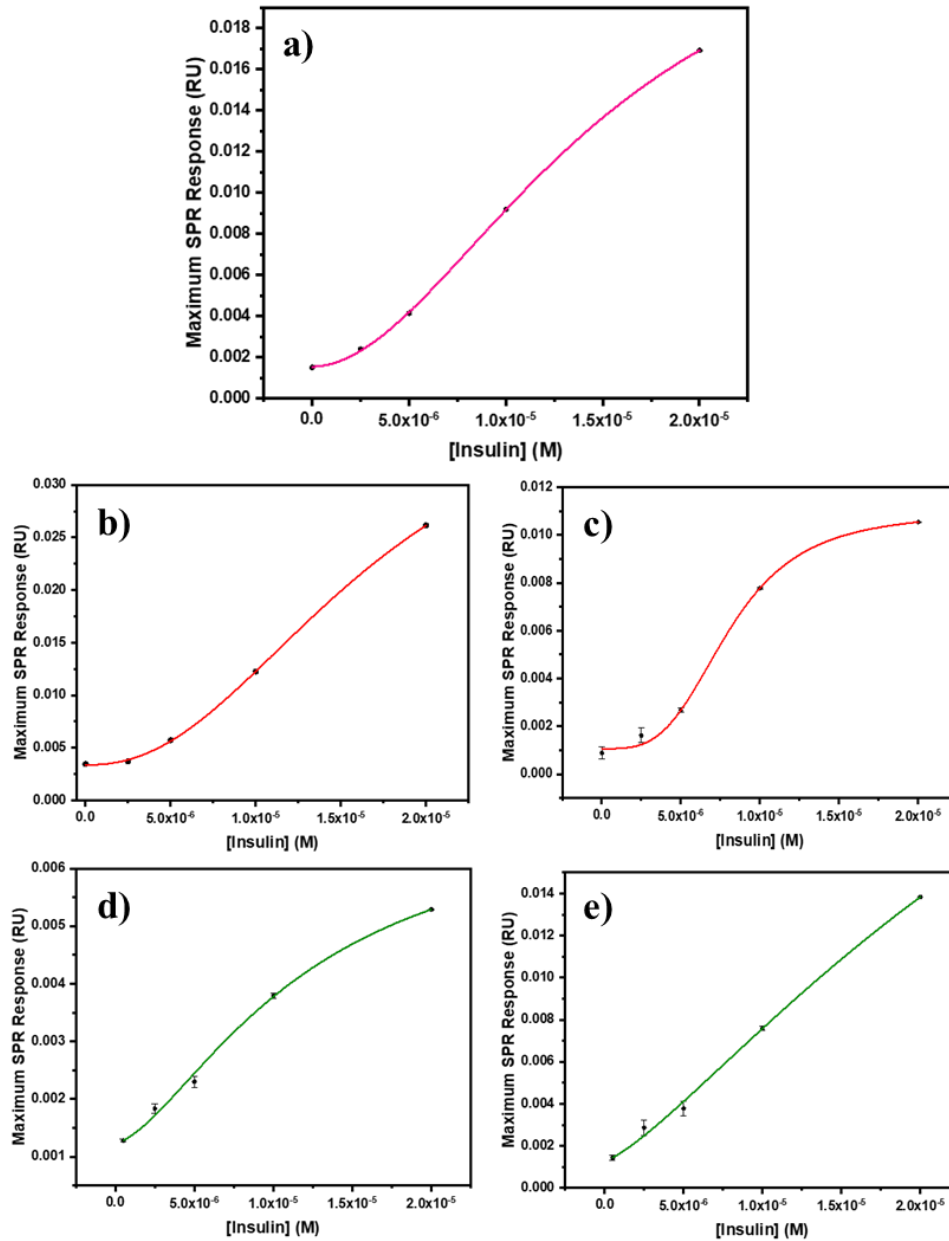 a)
Maximum SPR Response (RU)
0.018
0.016
0.014
0.012
0.010
0.008
0.006
0.004
0.002
0.000
0.0 5.0x10⁻⁶ 1.0x10⁻⁵ 1.5x10⁻⁵ 2.0x10⁻⁵
[Insulin] (M)
b)
Maximum SPR Response (RU)
0.030
0.025
0.020
0.015
0.010
0.005
0.000
0.0 5.0x10⁻⁶ 1.0x10⁻⁵ 1.5x10⁻⁵ 2.0x10⁻⁵
[Insulin] (M)
c)
Maximum SPR Response (RU)
0.012
0.010
0.008
0.006
0.004
0.002
0.000
0.0 5.0x10⁻⁶ 1.0x10⁻⁵ 1.5x10⁻⁵ 2.0x10⁻⁵
[Insulin] (M)
d)
Maximum SPR Response (RU)
0.006
0.005
0.004
0.003
0.002
0.001
0.0 5.0x10⁻⁶ 1.0x10⁻⁵ 1.5x10⁻⁵ 2.0x10⁻⁵
[Insulin] (M)
e)
Maximum SPR Response (RU)
0.014
0.012
0.010
0.008
0.006
0.004
0.002
0.000
0.0 5.0x10⁻⁶ 1.0x10⁻⁵ 1.5x10⁻⁵ 2.0x10⁻⁵
[Insulin] (M)